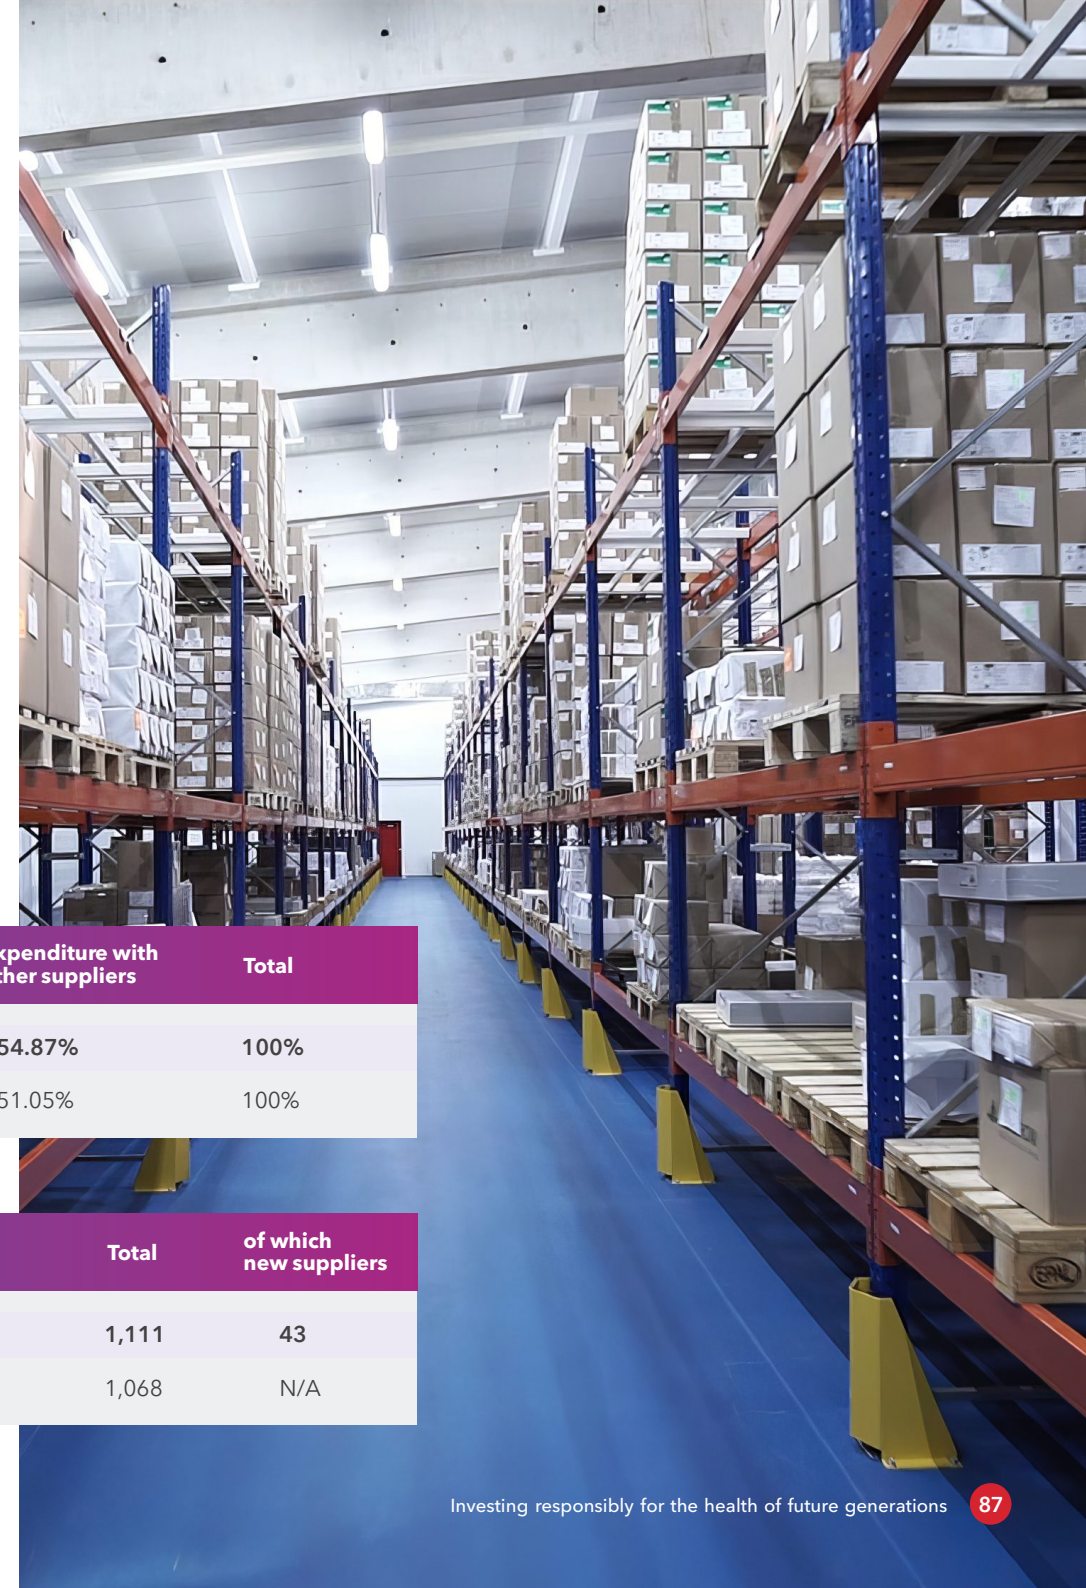 xpenditure with
ther suppliers
Total
54.87%
100%
51.05%
100%
Total
of which
new suppliers
1,111
43
1,068
N/A
Investing responsibly for the health of future generations
87